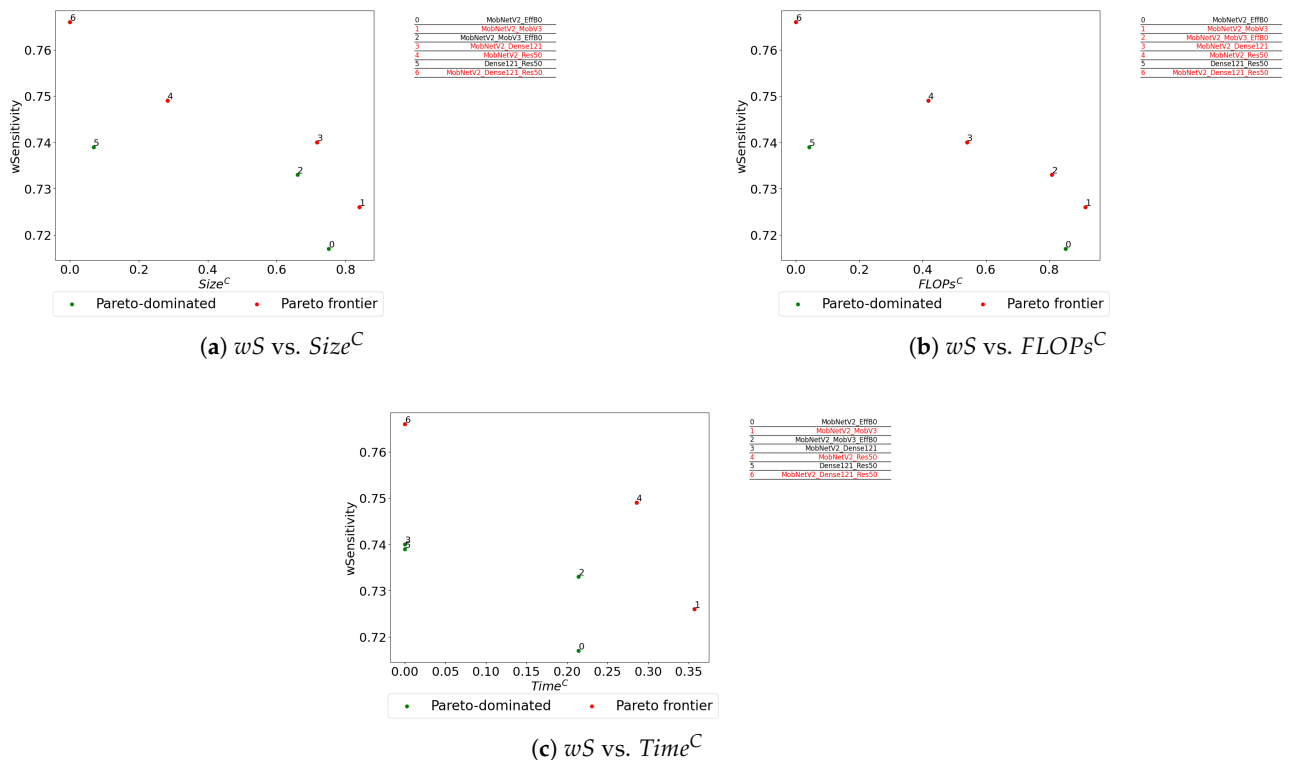 6
0.76
0.75
4
0.74
5
3
0.73
2
1
0.72
0
wSensitivity
0.0 0.2 0.4 0.6 0.8
Size^C
Pareto-dominated Pareto frontier
0 MobNetV2_EffB0
1 MobNetV2_MobV3
2 MobNetV2_MobV3_EffB0
3 MobNetV2_Dense121
4 MobNetV2_Res50
5 Dense121_Res50
6 MobNetV2_Dense121_Res50
(a) wS vs. Size^C
6
0.76
0.75
4
0.74
5
3
0.73
2
1
0.72
0
wSensitivity
0.0 0.2 0.4 0.6 0.8
FLOPs^C
Pareto-dominated Pareto frontier
0 MobNetV2_EffB0
1 MobNetV2_MobV3
2 MobNetV2_MobV3_EffB0
3 MobNetV2_Dense121
4 MobNetV2_Res50
5 Dense121_Res50
6 MobNetV2_Dense121_Res50
(b) wS vs. FLOPs^C
6
0.76
0.75
4
0.74
3
5
0.73
2
1
0.72
0
wSensitivity
0.00 0.05 0.10 0.15 0.20 0.25 0.30 0.35
Time^C
Pareto-dominated Pareto frontier
0 MobNetV2_EffB0
1 MobNetV2_MobV3
2 MobNetV2_MobV3_EffB0
3 MobNetV2_Dense121
4 MobNetV2_Res50
5 Dense121_Res50
6 MobNetV2_Dense121_Res50
(c) wS vs. Time^C